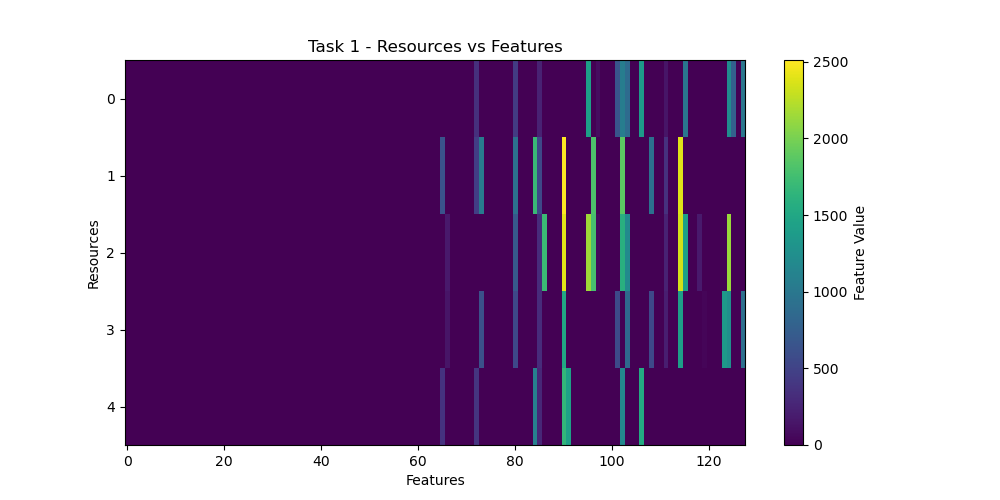 Task 1 - Resources vs Features
0
1
2
3
4
Resources
0 20 40 60 80 100 120
Features
2500
2000
1500
1000
500
0
Feature Value